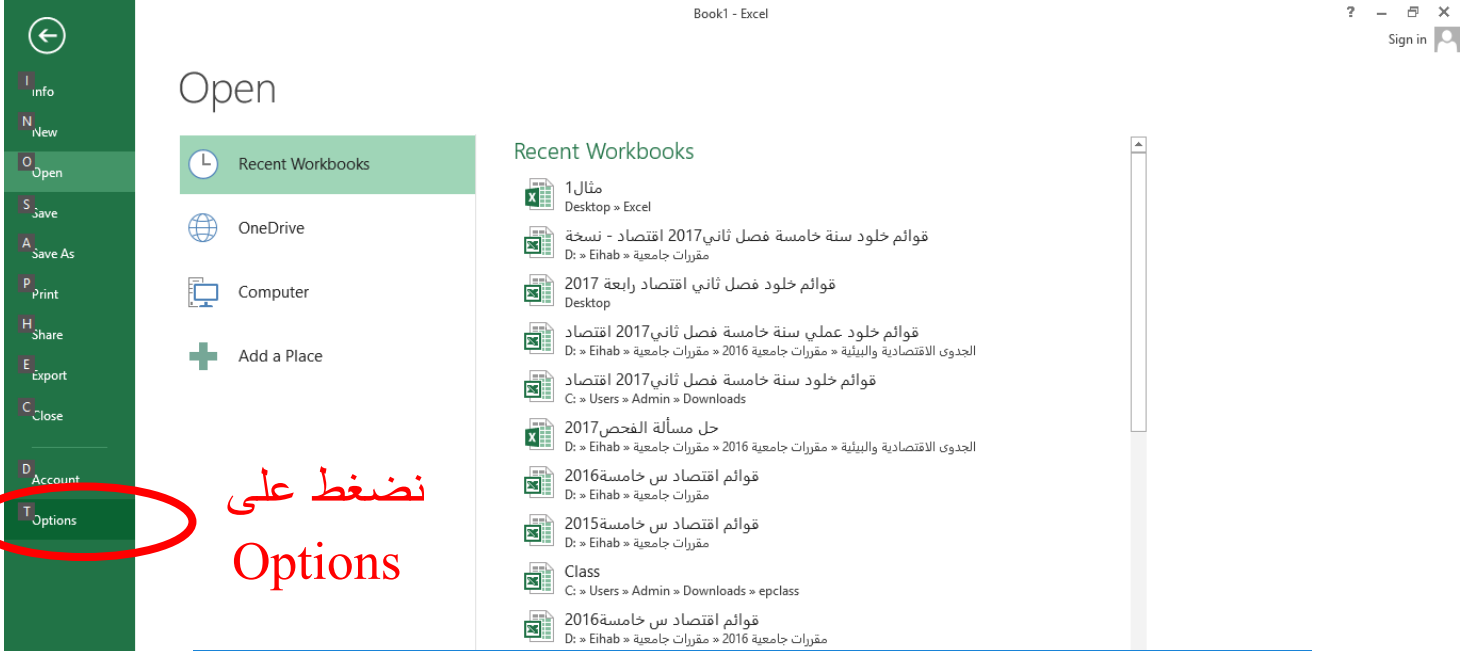 Book1 - Excel
? – ✕
Sign in
I
Info
N
New
O
Open
S
Save
A
Save As
P
Print
H
Share
E
Export
C
Close
D
Account
T
Options
Open
Recent Workbooks
OneDrive
Computer
Add a Place
نضغط على
Options
Recent Workbooks
مثال1
Desktop » Excel
قوائم خلود سنة خامسة فصل ثاني2017 اقتصاد - نسخة
D: » Eihab » مقررات جامعية
قوائم خلود فصل ثاني اقتصاد رابعة 2017
Desktop
قوائم خلود عملي سنة خامسة فصل ثاني2017 اقتصاد
D: » Eihab » مقررات جامعية » مقررات جامعية 2016 » الجدوى الاقتصادية والبيئية
قوائم خلود سنة خامسة فصل ثاني2017 اقتصاد
C: » Users » Admin » Downloads
حل مسألة الفحص2017
D: » Eihab » مقررات جامعية » مقررات جامعية 2016 » الجدوى الاقتصادية والبيئية
قوائم اقتصاد س خامسة2016
D: » Eihab » مقررات جامعية
قوائم اقتصاد س خامسة2015
D: » Eihab » مقررات جامعية
Class
C: » Users » Admin » Downloads » epclass
قوائم اقتصاد س خامسة2016
D: » Eihab » مقررات جامعية » مقررات جامعية 2016